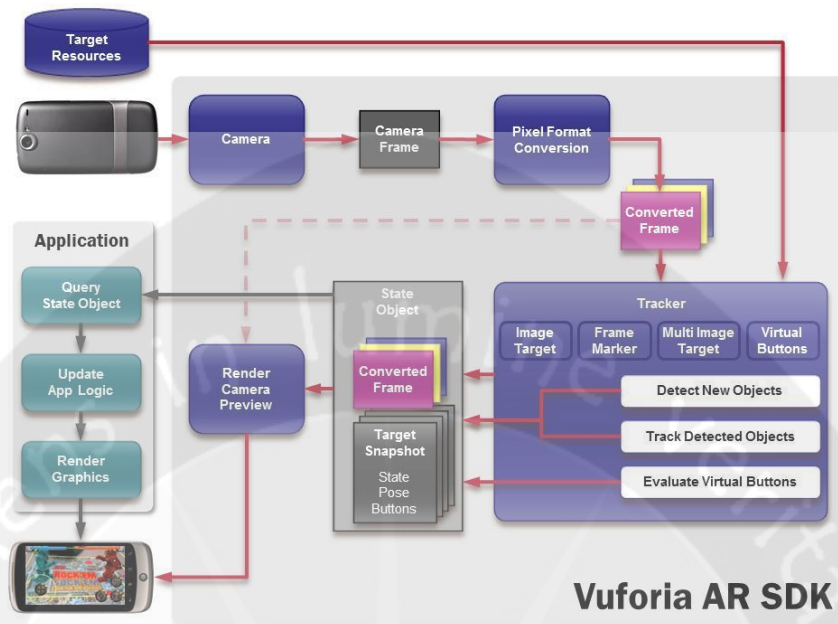 Target
Resources
Camera
Camera
Frame
Pixel Format
Conversion
Converted
Frame
Application
Query
State Object
Update
App Logic
Render
Graphics
Render
Camera
Preview
State
Object
Converted
Frame
Target
Snapshot
State
Pose
Buttons
Tracker
Image
Target
Frame
Marker
Multi Image
Target
Virtual
Buttons
Detect New Objects
Track Detected Objects
Evaluate Virtual Buttons
Vuforia AR SDK
in lumine